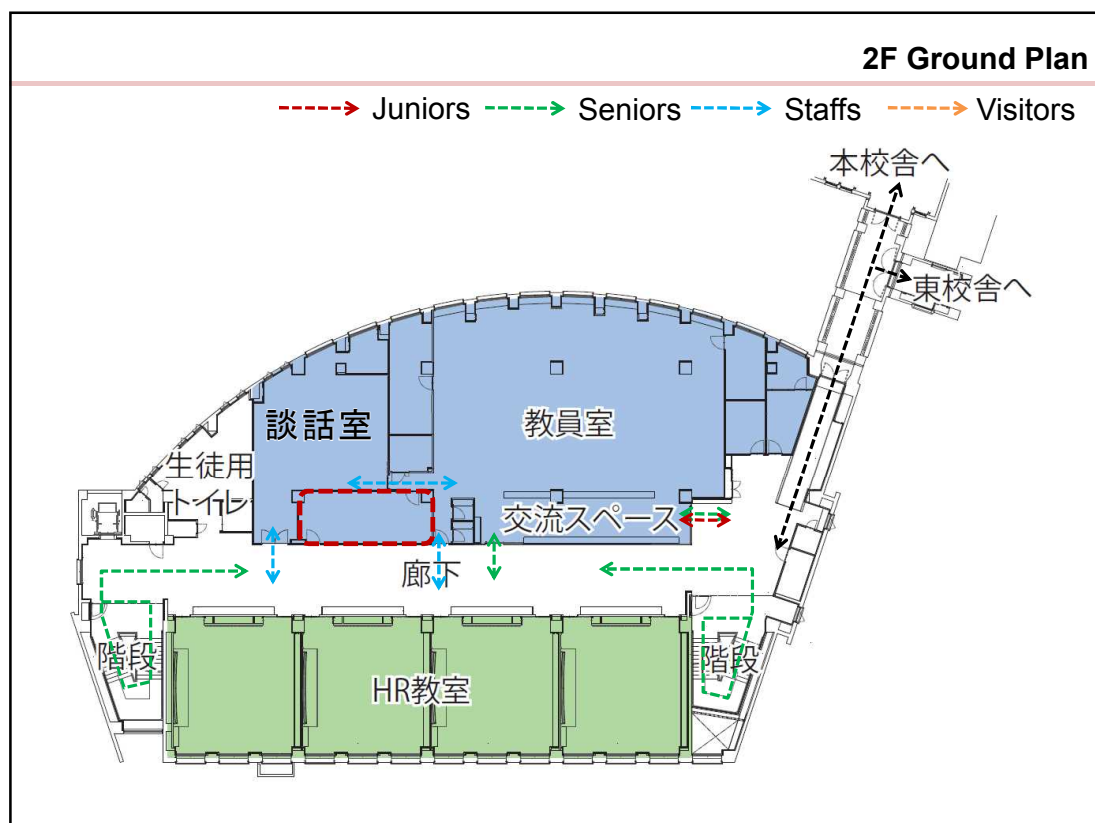 2F Ground Plan
Juniors
Seniors
Staffs
Visitors
本校舎へ
東校舎へ
談話室
教員室
生徒用
トイレ
交流スペース
廊下
階段
階段
HR教室